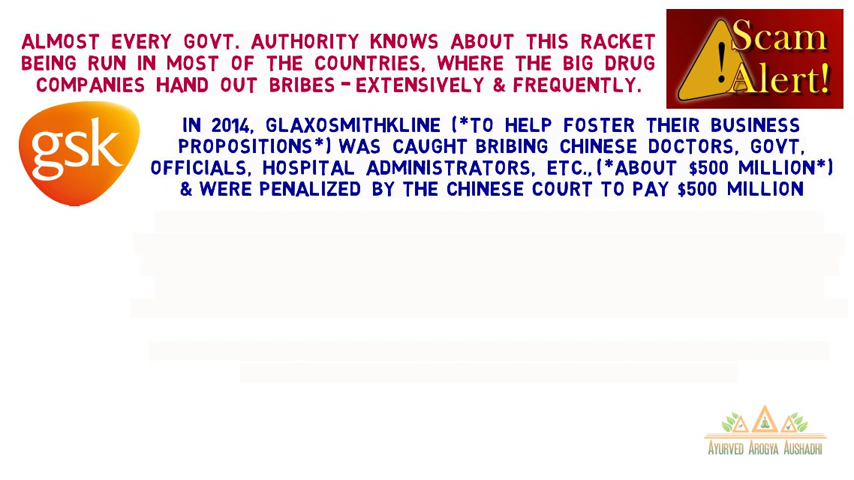 ALMOST EVERY GOVT. AUTHORITY KNOWS ABOUT THIS RACKET
BEING RUN IN MOST OF THE COUNTRIES, WHERE THE BIG DRUG
COMPANIES HAND OUT BRIBES - EXTENSIVELY & FREQUENTLY.
Scam
Alert!
gsk
IN 2014, GLAXOSMITHKLINE (*TO HELP FOSTER THEIR BUSINESS
PROPOSITIONS*) WAS CAUGHT BRIBING CHINESE DOCTORS, GOVT,
OFFICIALS, HOSPITAL ADMINISTRATORS, ETC.,(*ABOUT $500 MILLION*)
& WERE PENALIZED BY THE CHINESE COURT TO PAY $500 MILLION
AYURVED AROGYA AUSHADHI